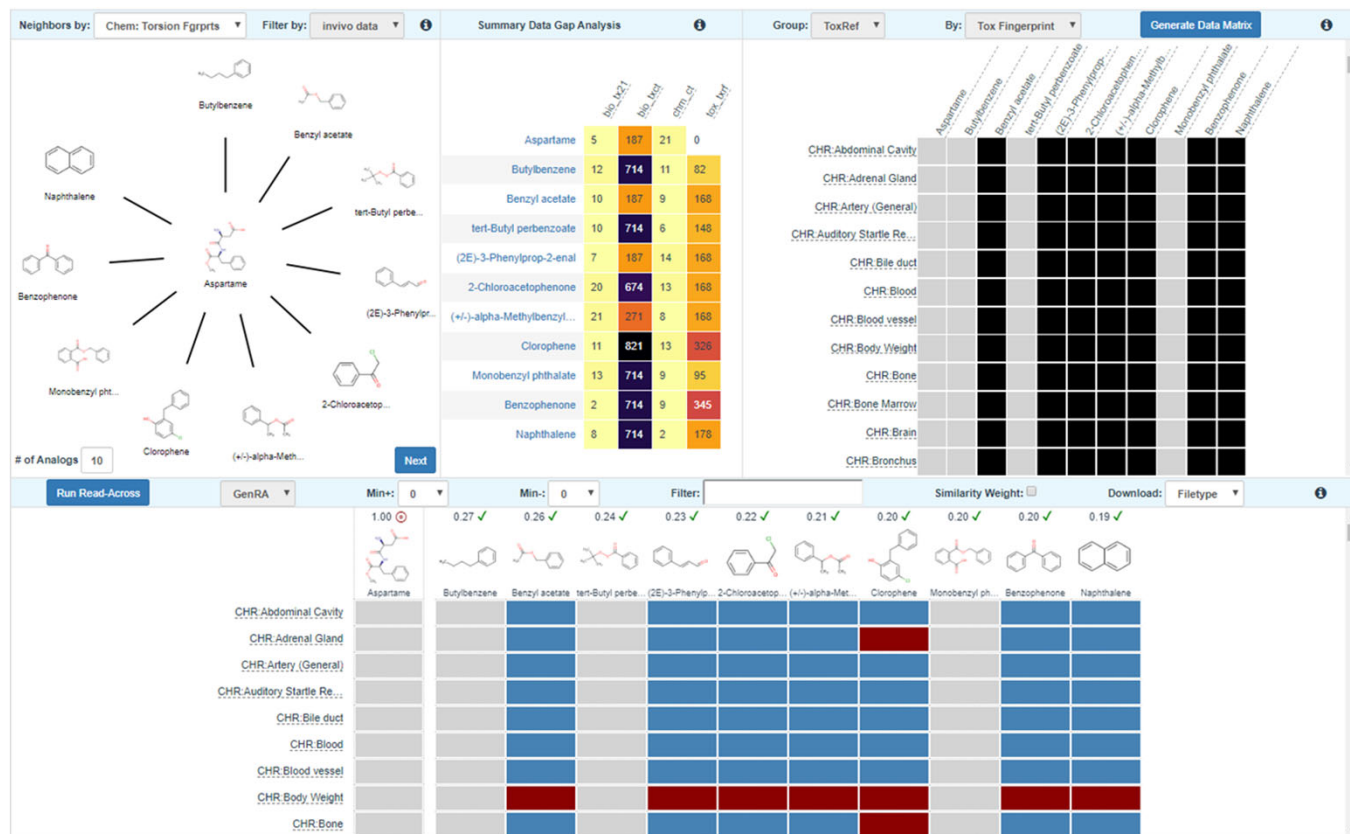 Neighbors by: Chem: Torsion Fgrprts Filter by: invivo data
Summary Data Gap Analysis
Group: ToxRef By: Tox Fingerprint Generate Data Matrix
Butylbenzene
Benzyl acetate
Naphthalene
tert-Butyl perbe...
Aspartame
Benzophenone
(2E)-3-Phenylpr...
Monobenzyl pht...
2-Chloroacetop...
Clorophene
(+/-)-alpha-Meth...
# of Analogs 10 Next
bio_tx21 bio_txct chm_ct tox_txrf
Aspartame 5 187 21 0
Butylbenzene 12 714 11 82
Benzyl acetate 10 187 9 168
tert-Butyl perbenzoate 10 714 6 148
(2E)-3-Phenylprop-2-enal 7 187 14 168
2-Chloroacetophenone 20 674 13 168
(+/-)-alpha-Methylbenzyl... 21 271 8 168
Clorophene 11 821 13 326
Monobenzyl phthalate 13 714 9 95
Benzophenone 2 714 9 345
Naphthalene 8 714 2 178
Aspartame
Butylbenzene
Benzyl acetate
tert-Butyl perbenzoate
(2E)-3-Phenylprop-...
2-Chloroacetophen...
(+/-)-alpha-Methylb...
Clorophene
Monobenzyl phthalate
Benzophenone
Naphthalene
CHR:Abdominal Cavity
CHR:Adrenal Gland
CHR:Artery (General)
CHR:Auditory Startle Re...
CHR:Bile duct
CHR:Blood
CHR:Blood vessel
CHR:Body Weight
CHR:Bone
CHR:Bone Marrow
CHR:Brain
CHR:Bronchus
Run Read-Across GenRA Min+: 0 Min-: 0 Filter: Similarity Weight: Download: Filetype
1.00 0.27 0.26 0.24 0.23 0.22 0.21 0.20 0.20 0.20 0.19
Aspartame Butylbenzene Benzyl acetate tert-Butyl perbe... (2E)-3-Phenylp... 2-Chloroacetop... (+/-)-alpha-Met... Clorophene Monobenzyl ph... Benzophenone Naphthalene
CHR:Abdominal Cavity
CHR:Adrenal Gland
CHR:Artery (General)
CHR:Auditory Startle Re...
CHR:Bile duct
CHR:Blood
CHR:Blood vessel
CHR:Body Weight
CHR:Bone